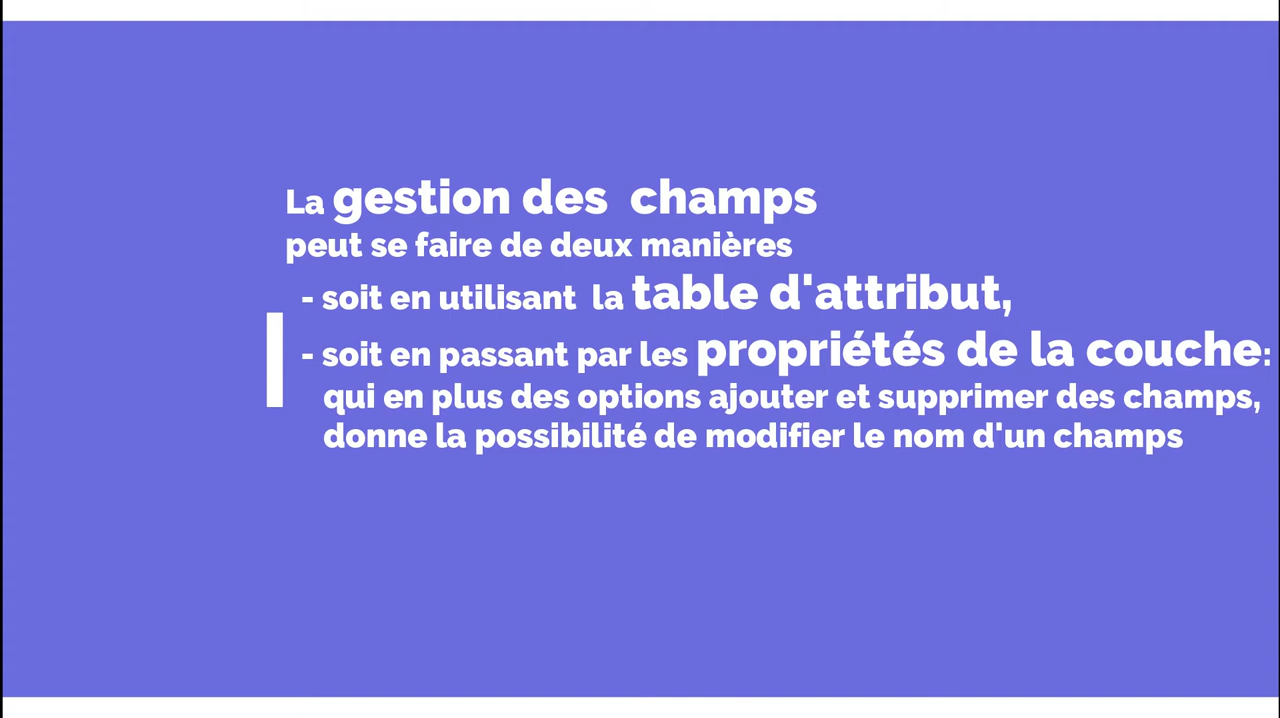 La gestion des champs
peut se faire de deux manières
- soit en utilisant la table d'attribut,
- soit en passant par les propriétés de la couche:
qui en plus des options ajouter et supprimer des champs,
donne la possibilité de modifier le nom d'un champs